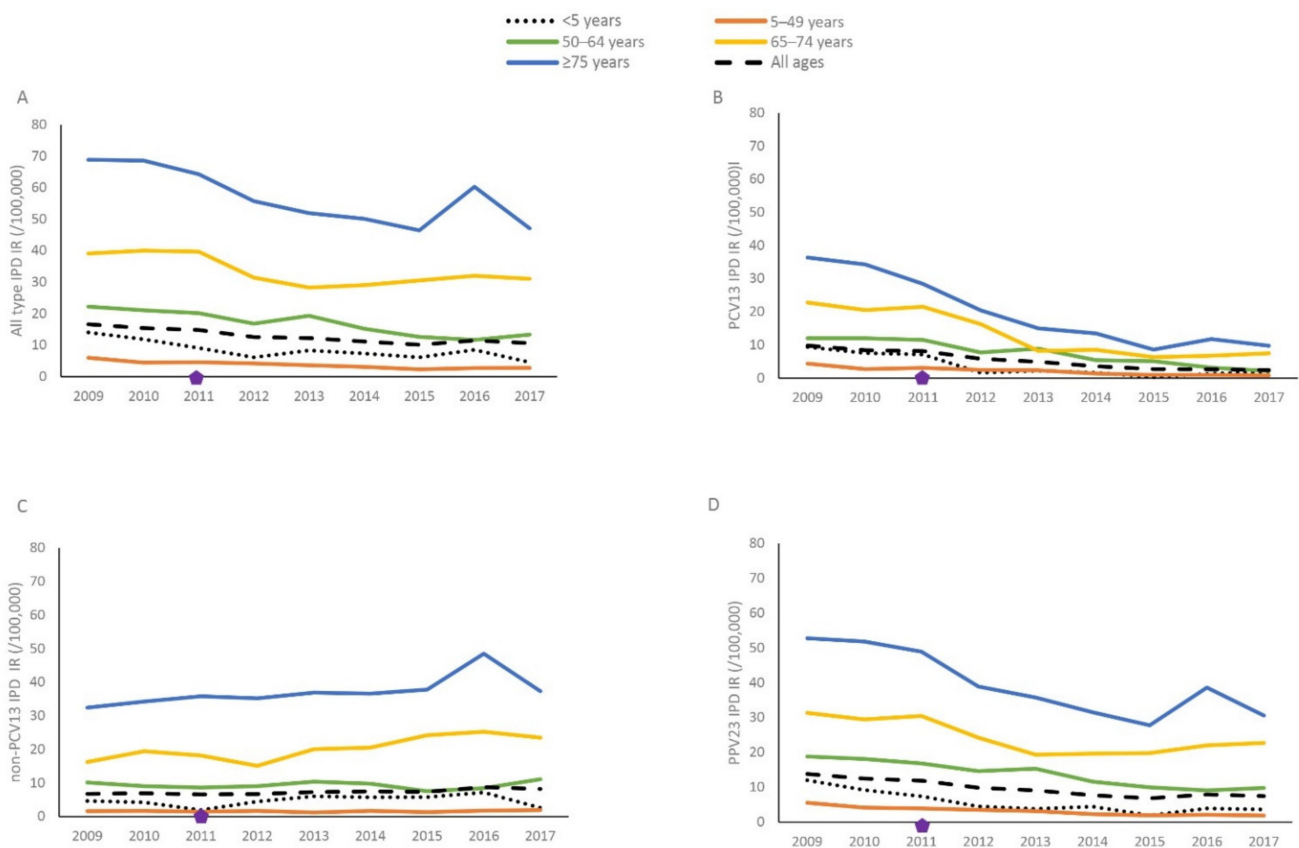 <5 years
5–49 years
50–64 years
65–74 years
≥75 years
All ages
A
All type IPD IR (/100,000)
80
70
60
50
40
30
20
10
0
2009 2010 2011 2012 2013 2014 2015 2016 2017
B
PCV13 IPD IR (/100,000)I
80
70
60
50
40
30
20
10
0
2009 2010 2011 2012 2013 2014 2015 2016 2017
C
non-PCV13 IPD IR (/100,000)
80
70
60
50
40
30
20
10
0
2009 2010 2011 2012 2013 2014 2015 2016 2017
D
PPV23 IPD IR (/100,000)
80
70
60
50
40
30
20
10
0
2009 2010 2011 2012 2013 2014 2015 2016 2017